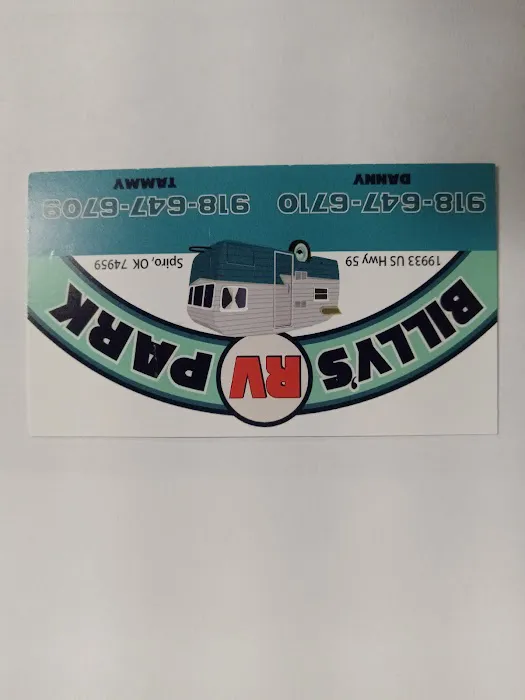 BILLY'S RV PARK
19933 US Hwy 59 Spiro, OK 74959
918-647-6710 918-647-6709
DANNY TAMMY